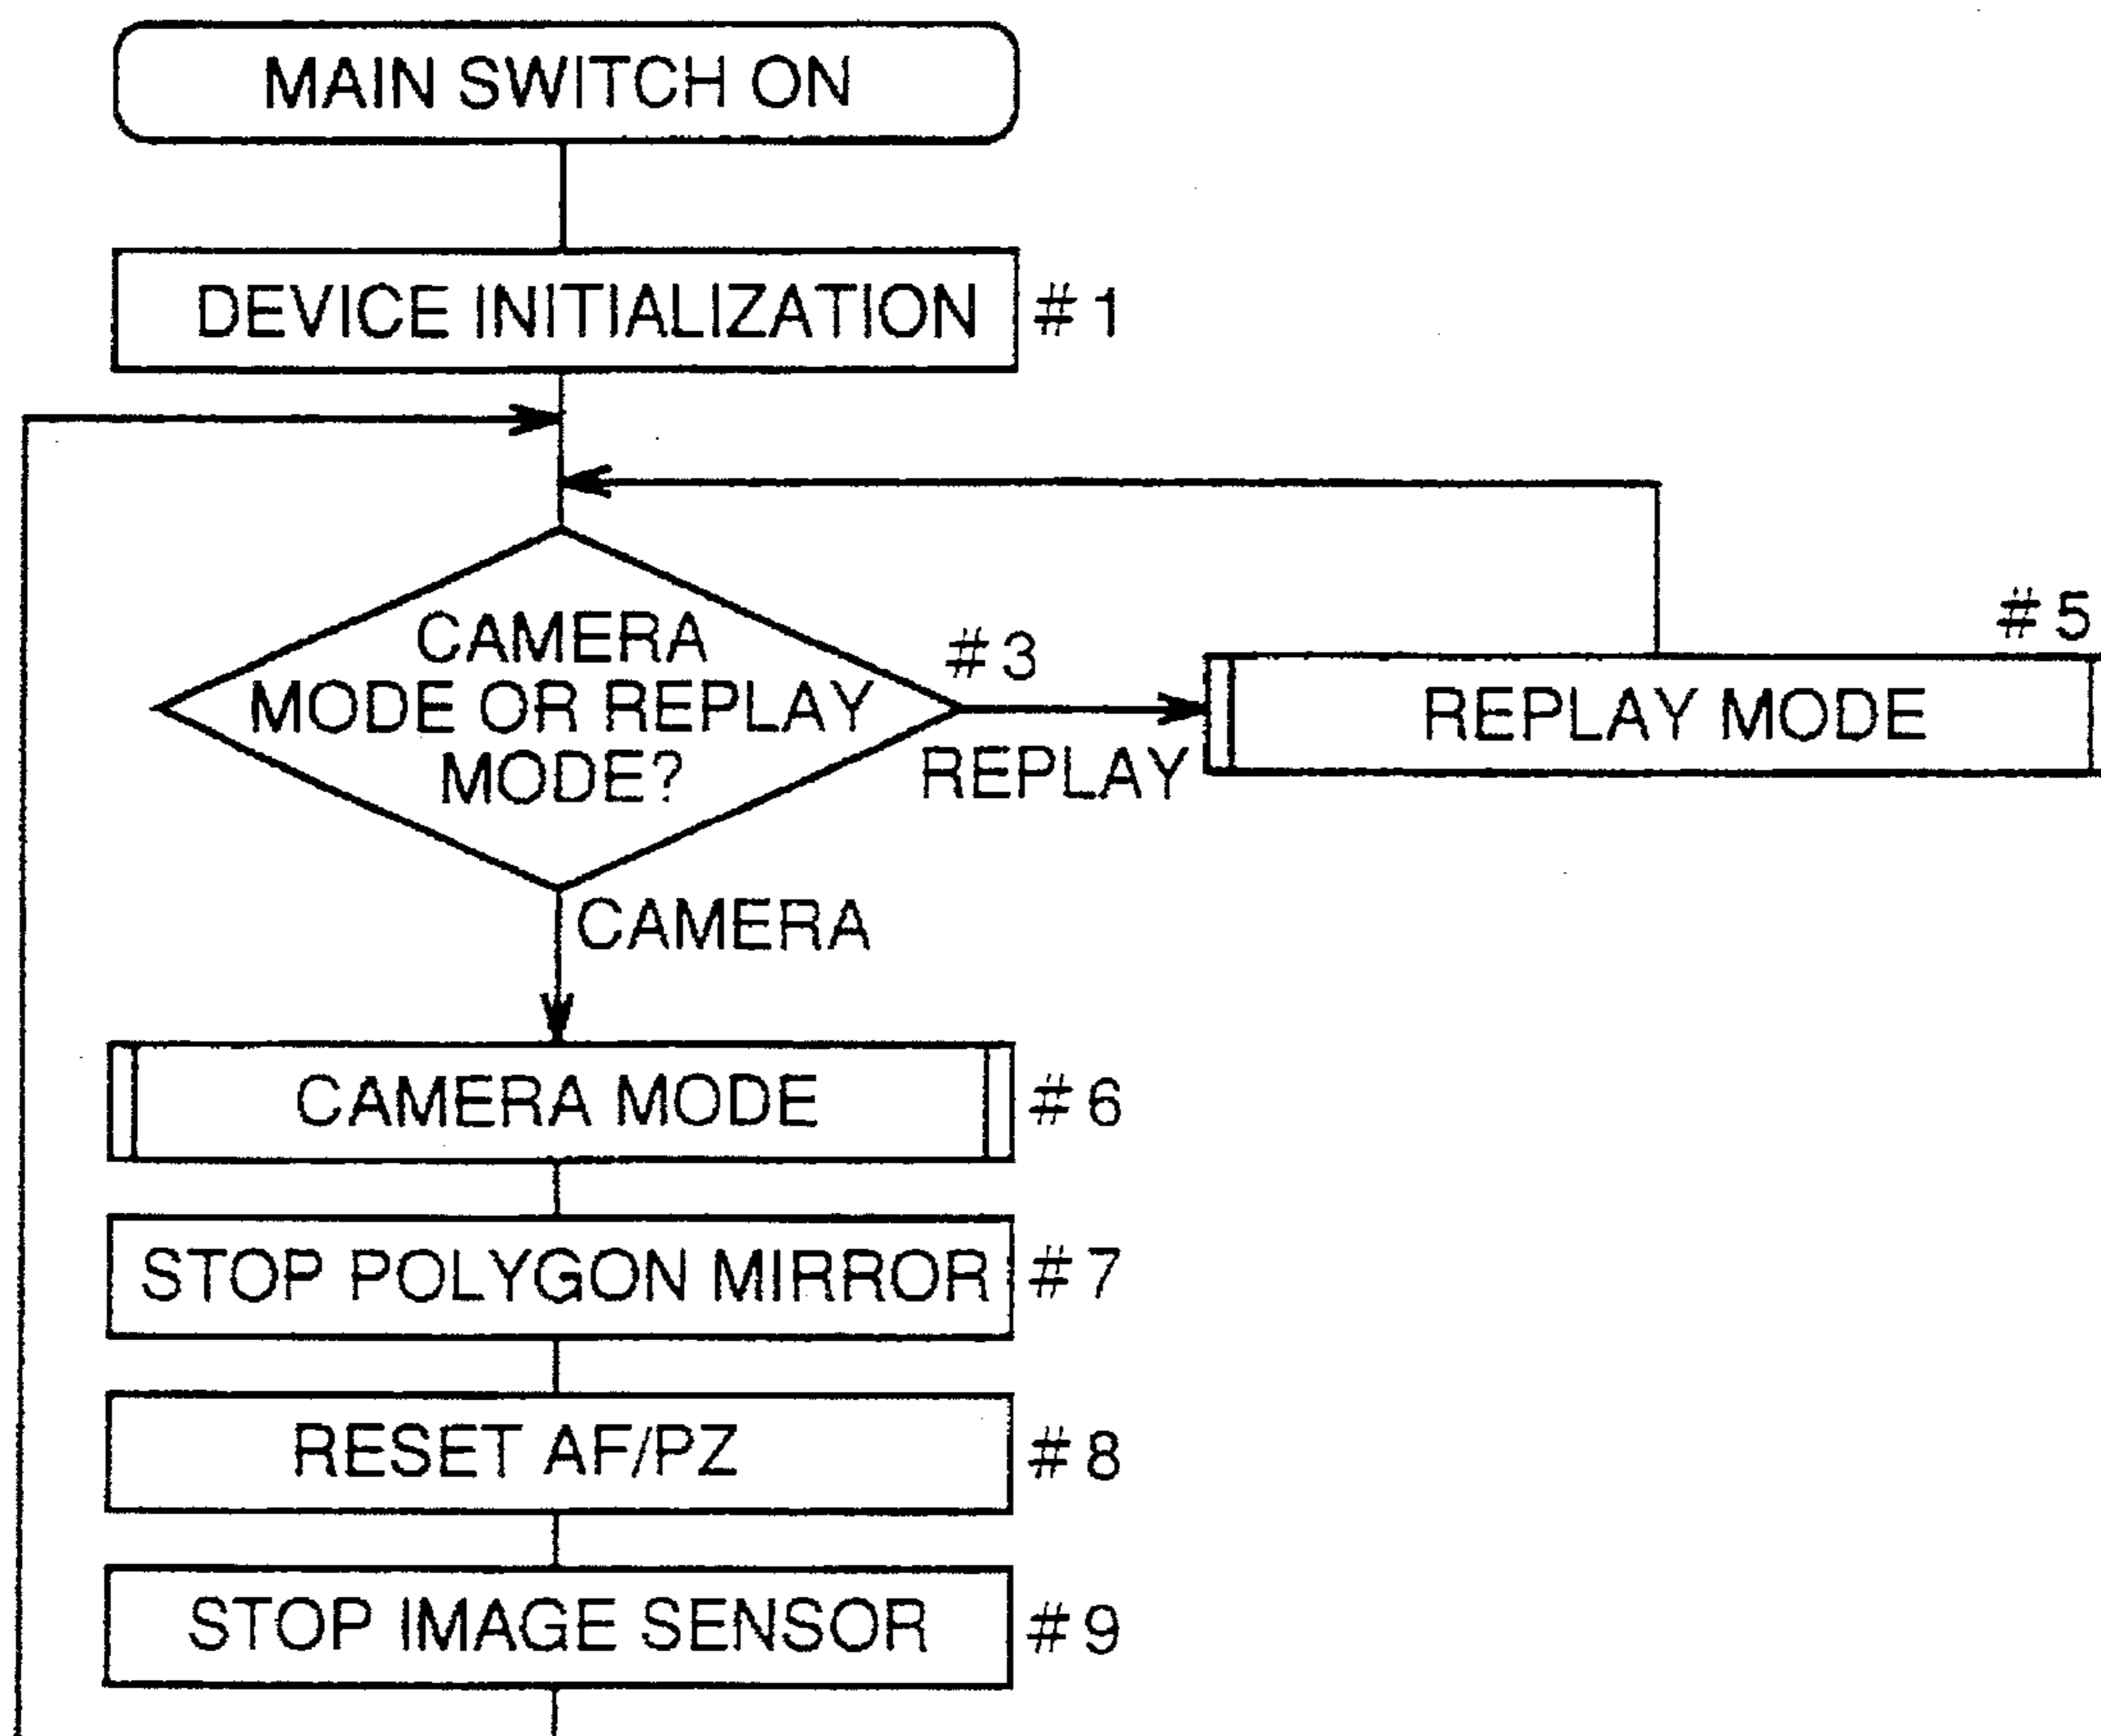 MAIN SWITCH ON
DEVICE INITIALIZATION #1
CAMERA
MODE OR REPLAY
MODE?
#3
REPLAY
#5
REPLAY MODE
CAMERA
CAMERA MODE #6
STOP POLYGON MIRROR #7
RESET AF/PZ #8
STOP IMAGE SENSOR #9